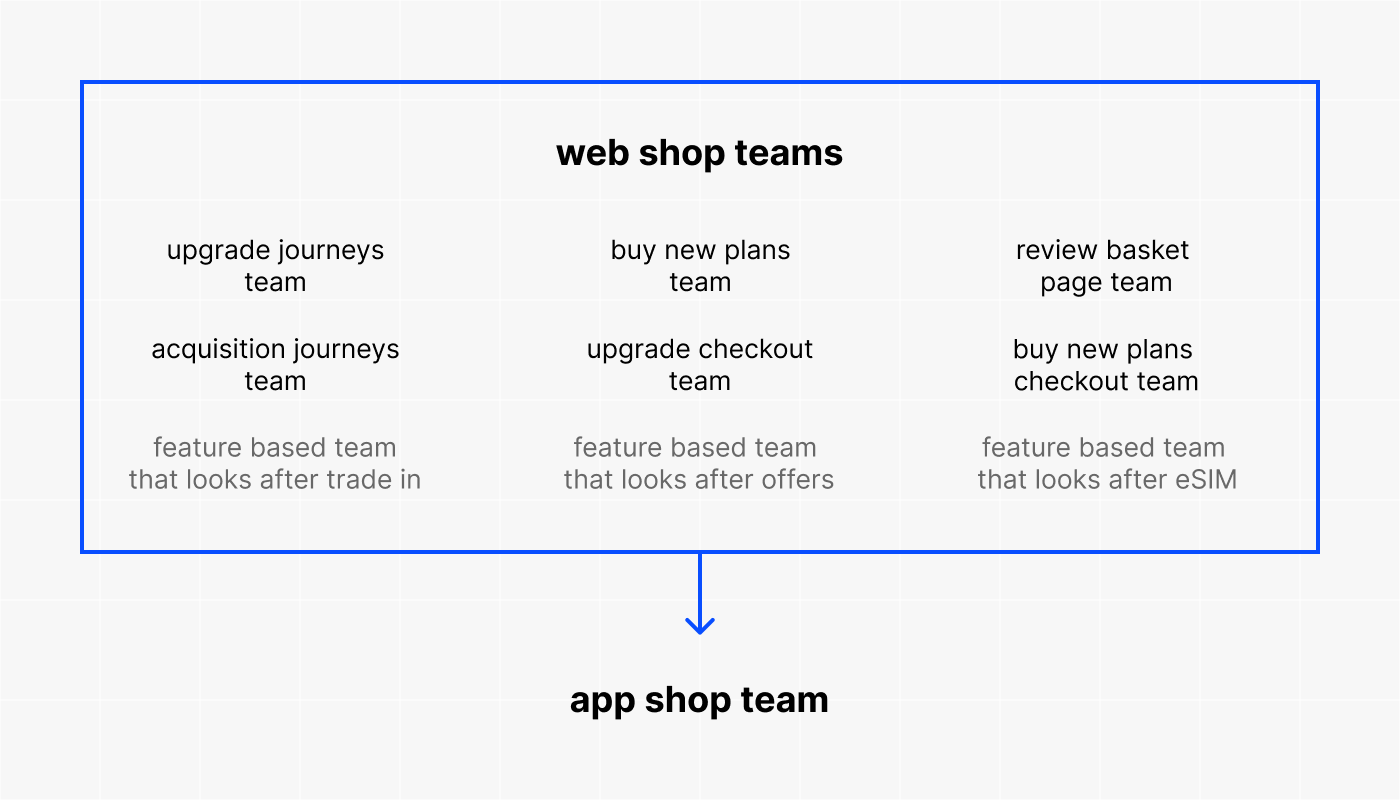 web shop teams
upgrade journeys
team
buy new plans
team
review basket
page team
acquisition journeys
team
upgrade checkout
team
buy new plans
checkout team
feature based team
that looks after trade in
feature based team
that looks after offers
feature based team
that looks after eSIM
app shop team